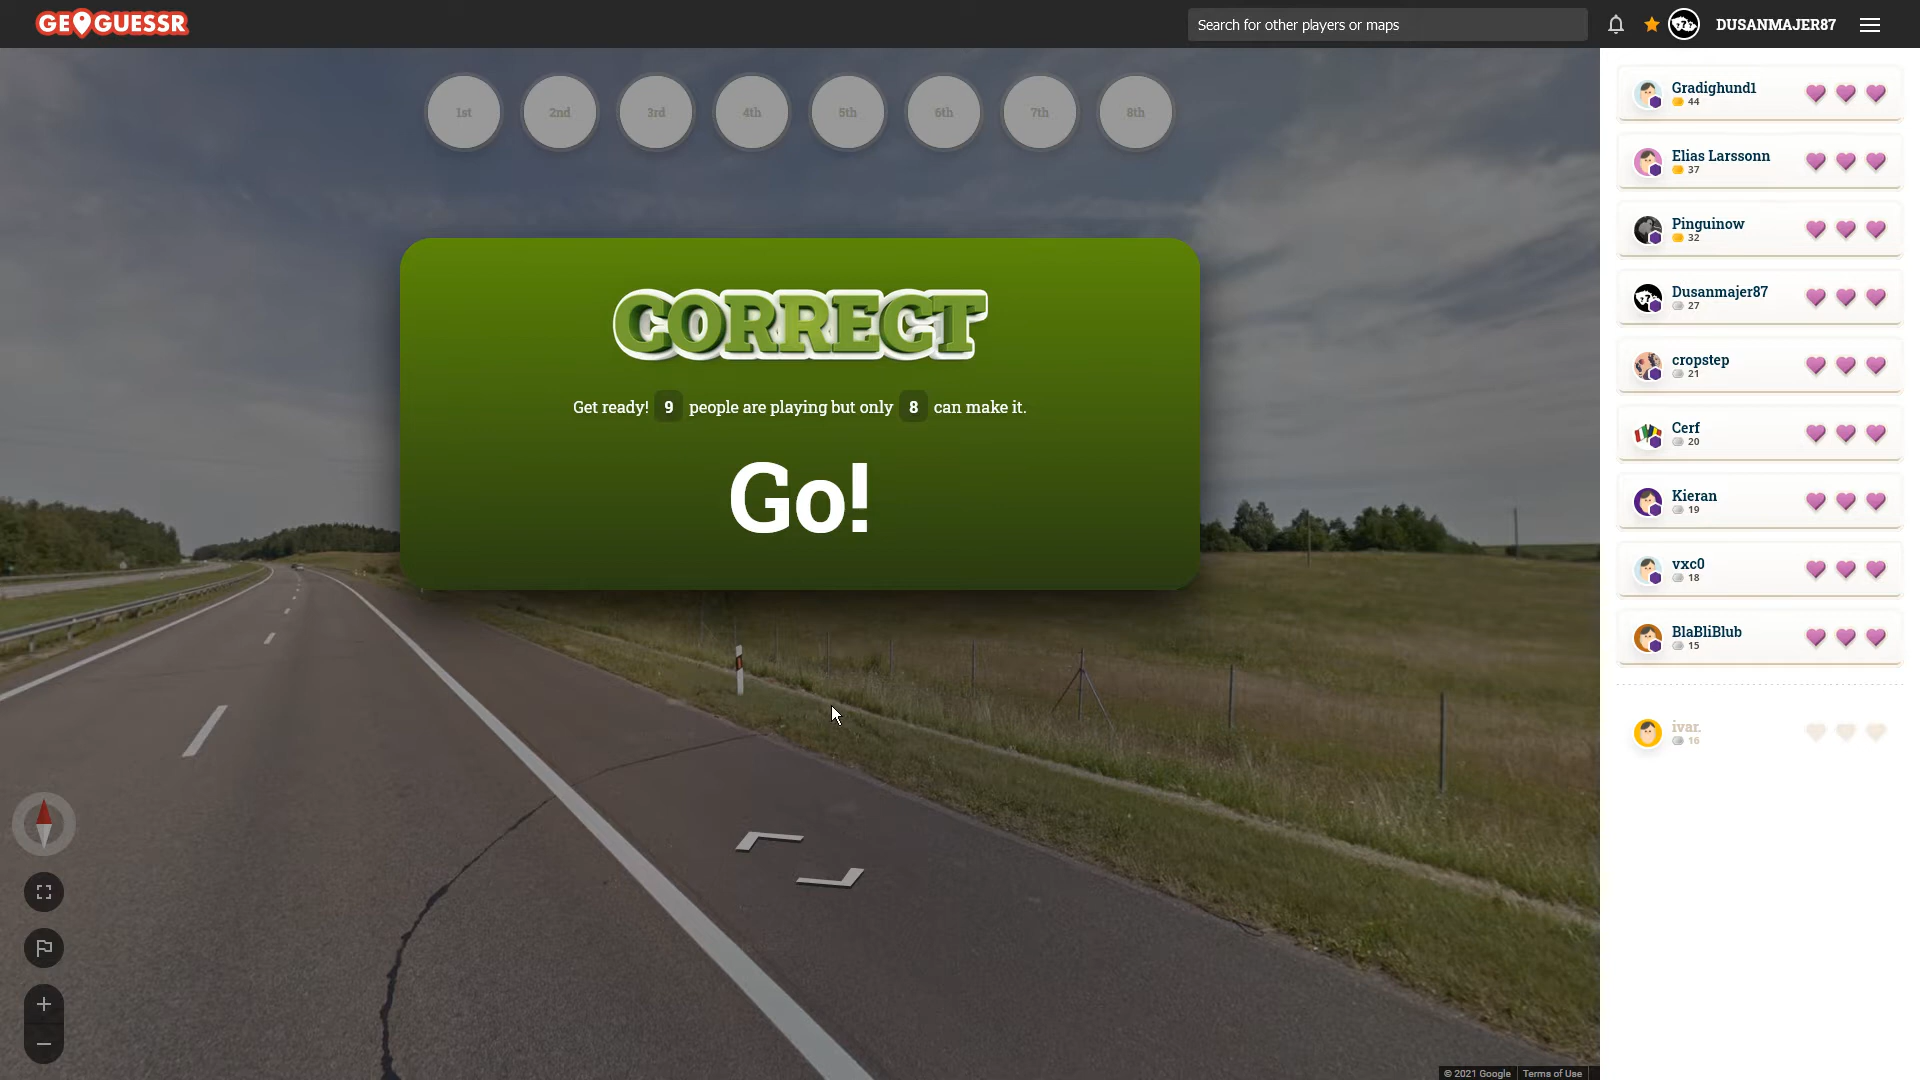 GEOGUESSR
Search for other players or maps
DUSANMAJER87
1st
2nd
3rd
4th
5th
6th
7th
8th
CORRECT
Get ready! 9 people are playing but only 8 can make it.
Go!
Gradighund1
44
Elias Larssonn
37
Pinguinow
32
Dusanmajer87
27
cropstep
21
Cerf
20
Kieran
19
vxc0
18
BlaBliBlub
15
ivar.
16
© 2021 Google
Terms of Use